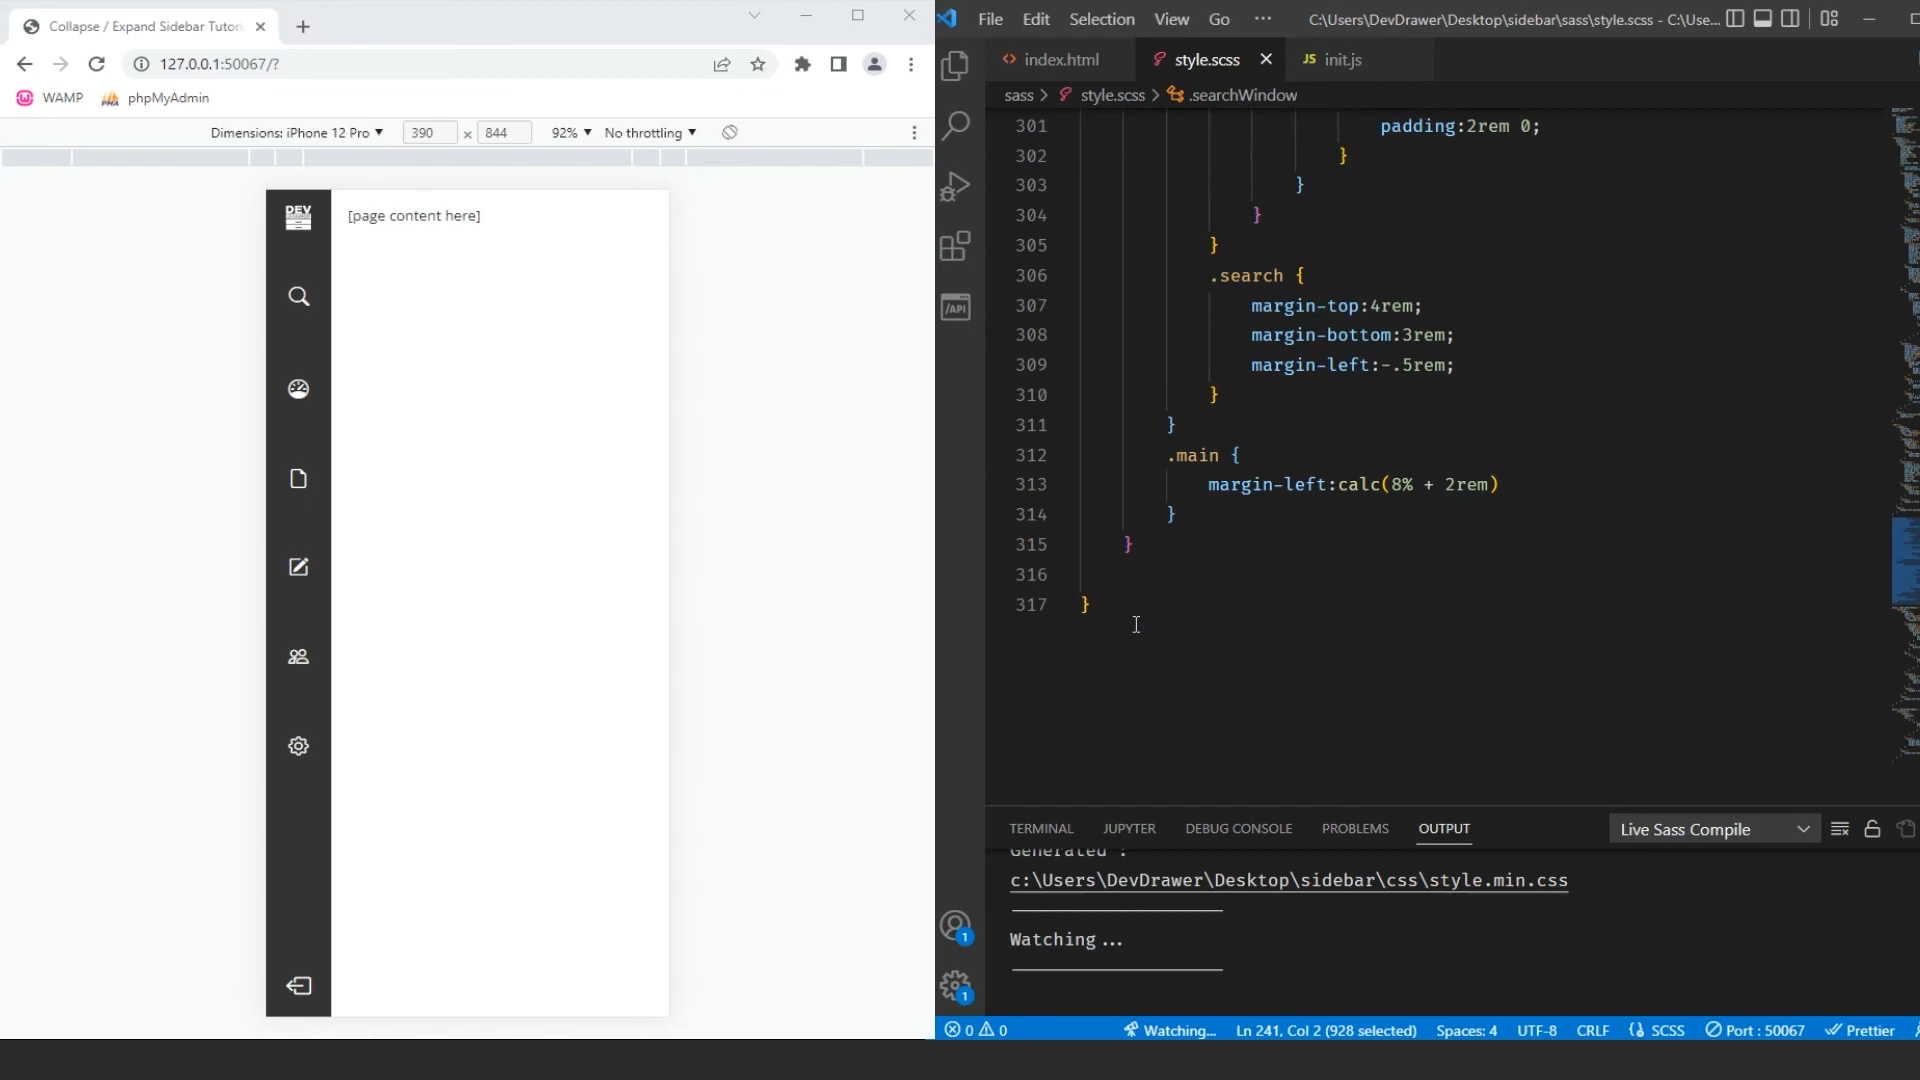 Collapse / Expand Sidebar Tutori
127.0.0.1:50067/?
WAMP
phpMyAdmin
Dimensions: iPhone 12 Pro
390 x 844
92%
No throttling
DEV
[page content here]
File Edit Selection View Go ...
C:\Users\DevDrawer\Desktop\sidebar\sass\style.scss - C:\Use...
index.html
style.scss
JS init.js
sass > style.scss > .searchWindow
/API
301 padding:2rem 0;
302 }
303 }
304 }
305 }
306 .search {
307 margin-top:4rem;
308 margin-bottom:3rem;
309 margin-left:-.5rem;
310 }
311 }
312 .main {
313 margin-left:calc(8% + 2rem)
314 }
315 }
316
317 }
TERMINAL JUPYTER DEBUG CONSOLE PROBLEMS OUTPUT
Live Sass Compile
Generated :
c:\Users\DevDrawer\Desktop\sidebar\css\style.min.css
Watching...
1
1
0 0
Watching...
Ln 241, Col 2 (928 selected)
Spaces: 4
UTF-8
CRLF
SCSS
Port : 50067
Prettier